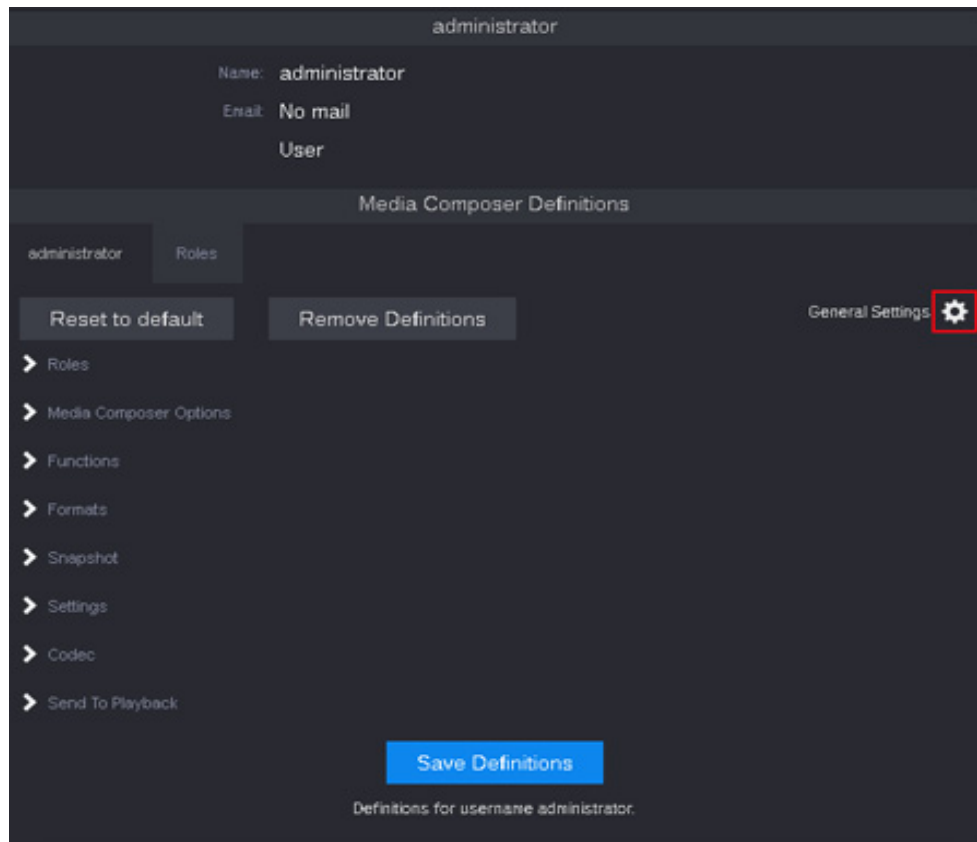 administrator
Name: administrator
Email: No mail
User
Media Composer Definitions
administrator Roles
Reset to default Remove Definitions General Settings
Roles
Media Composer Options
Functions
Formats
Snapshot
Settings
Codec
Send To Playback
Save Definitions
Definitions for username administrator.